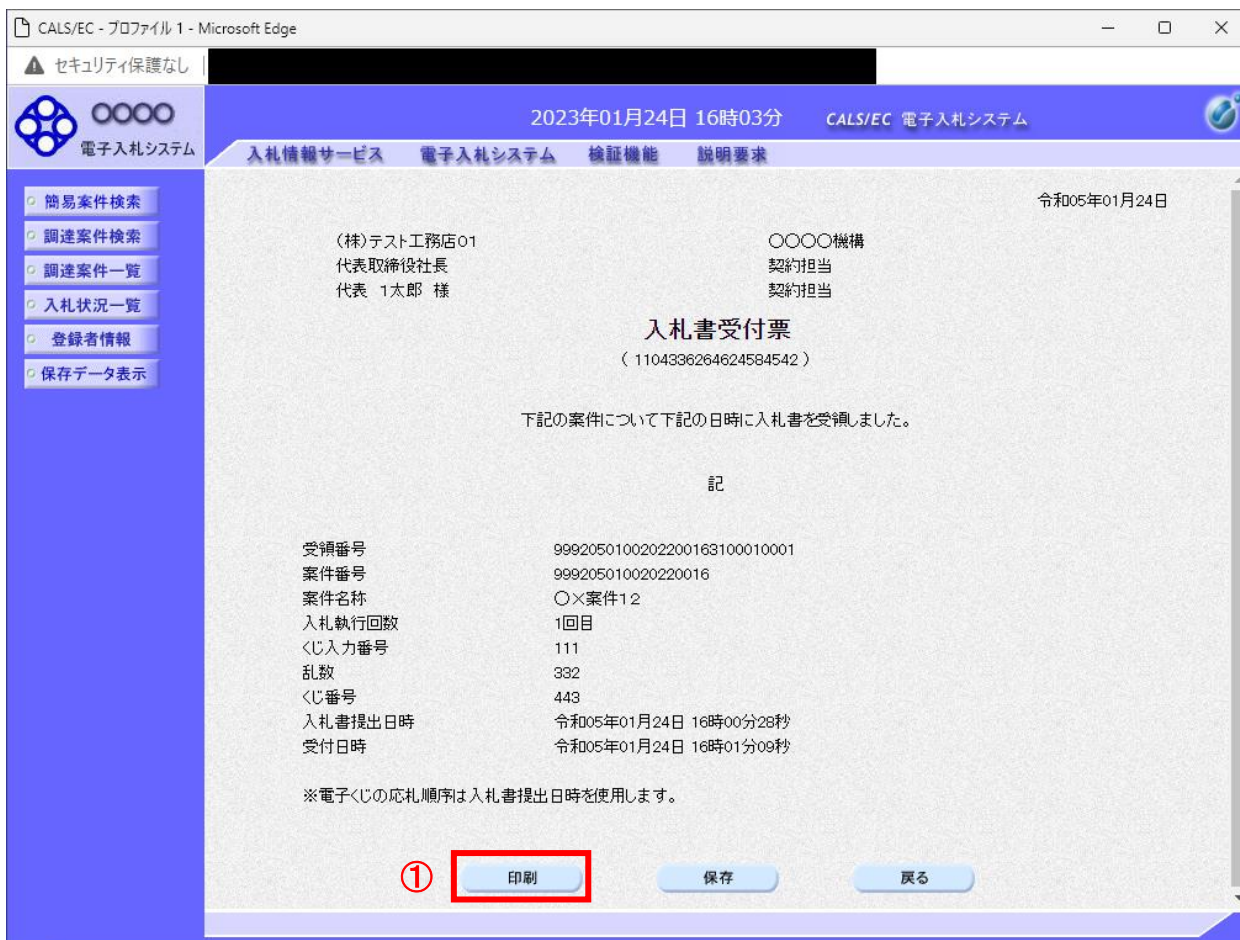 CALS/EC - プロファイル 1 - Microsoft Edge
セキュリティ保護なし
OOOO
電子入札システム
2023年01月24日 16時03分 CALS/EC 電子入札システム
入札情報サービス 電子入札システム 検証機能 説明要求
簡易案件検索
調達案件検索
調達案件一覧
入札状況一覧
登録者情報
保存データ表示
令和05年01月24日
(株)テスト工務店01 〇〇〇〇機構
代表取締役社長 契約担当
代表 1太郎 様 契約担当
入札書受付票
( 1104336264624584542 )
下記の案件について下記の日時に入札書を受領しました。
記
受領番号 9992050100202200163100010001
案件番号 999205010020220016
案件名称 〇×案件12
入札執行回数 1回目
くじ入力番号 111
乱数 332
くじ番号 443
入札書提出日時 令和05年01月24日 16時00分28秒
受付日時 令和05年01月24日 16時01分09秒
※電子くじの応札順序は入札書提出日時を使用します。
① 印刷 保存 戻る